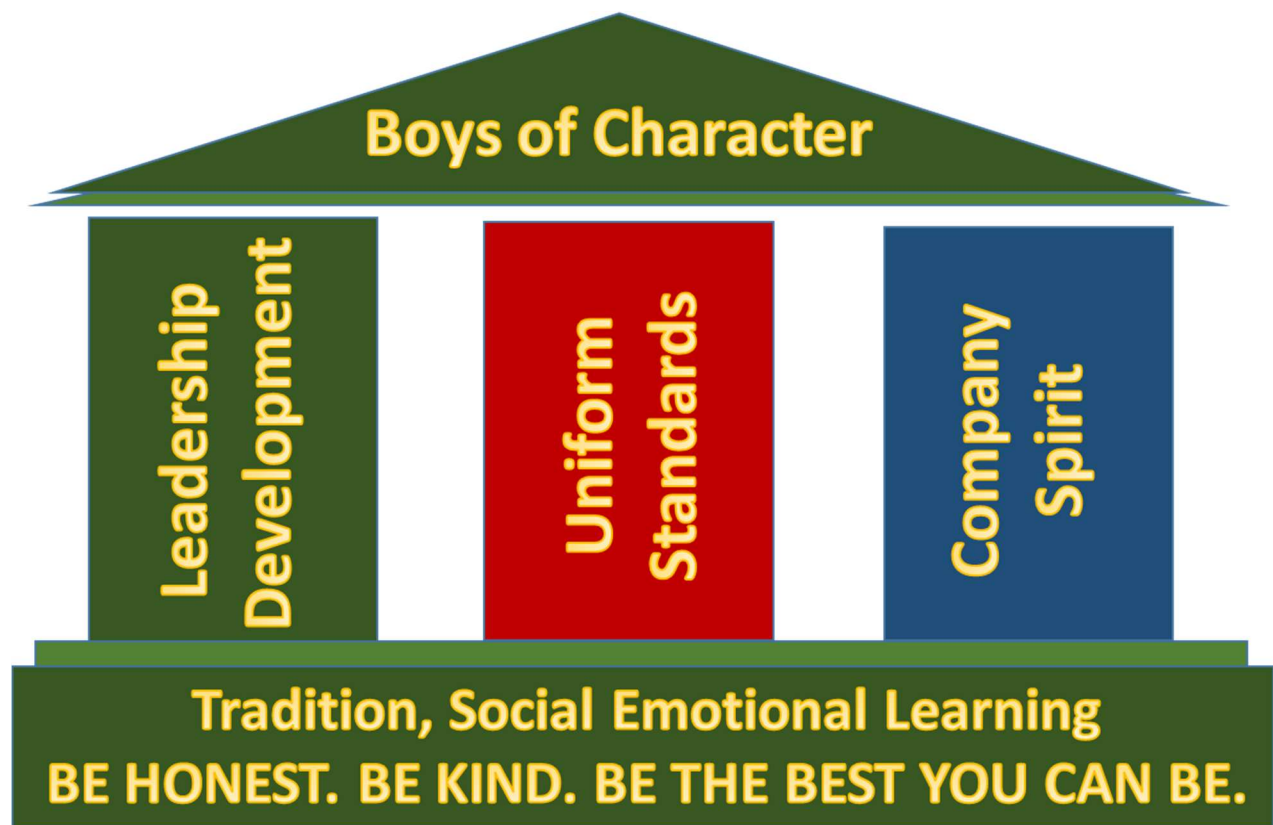 Boys of Character
Leadership
Development
Uniform
Standards
Company
Spirit
Tradition, Social Emotional Learning
BE HONEST. BE KIND. BE THE BEST YOU CAN BE.